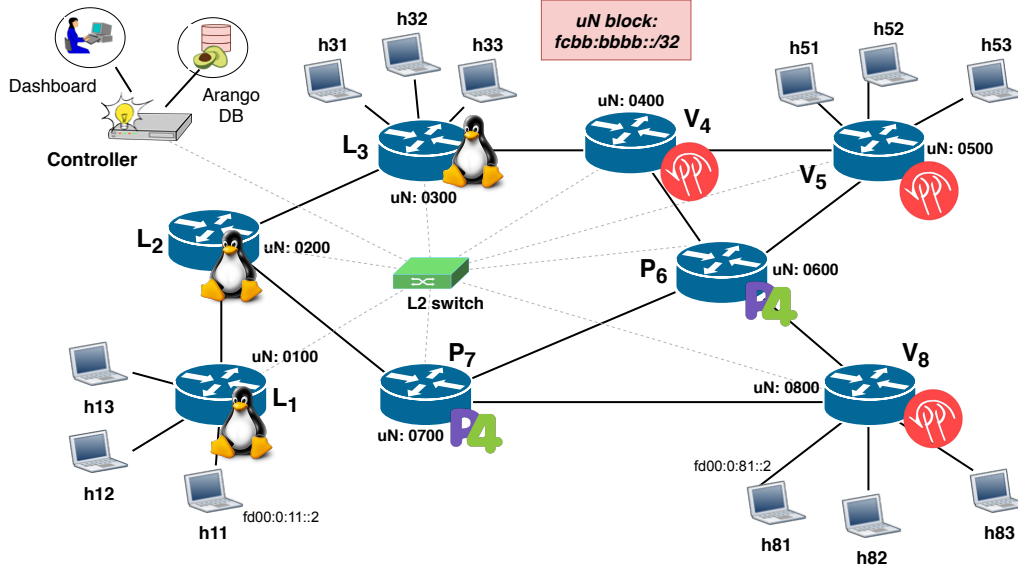 uN block:
fcbb:bbbb::/32
Dashboard
Arango
DB
Controller
h31
h32
h33
h51
h52
h53
L3
uN: 0300
uN: 0400
V4
V5
uN: 0500
L2
uN: 0200
L2 switch
P6
uN: 0600
P4
uN: 0100
L1
P7
uN: 0700
P4
V8
uN: 0800
h13
h12
h11
fd00:0:11::2
fd00:0:81::2
h81
h82
h83